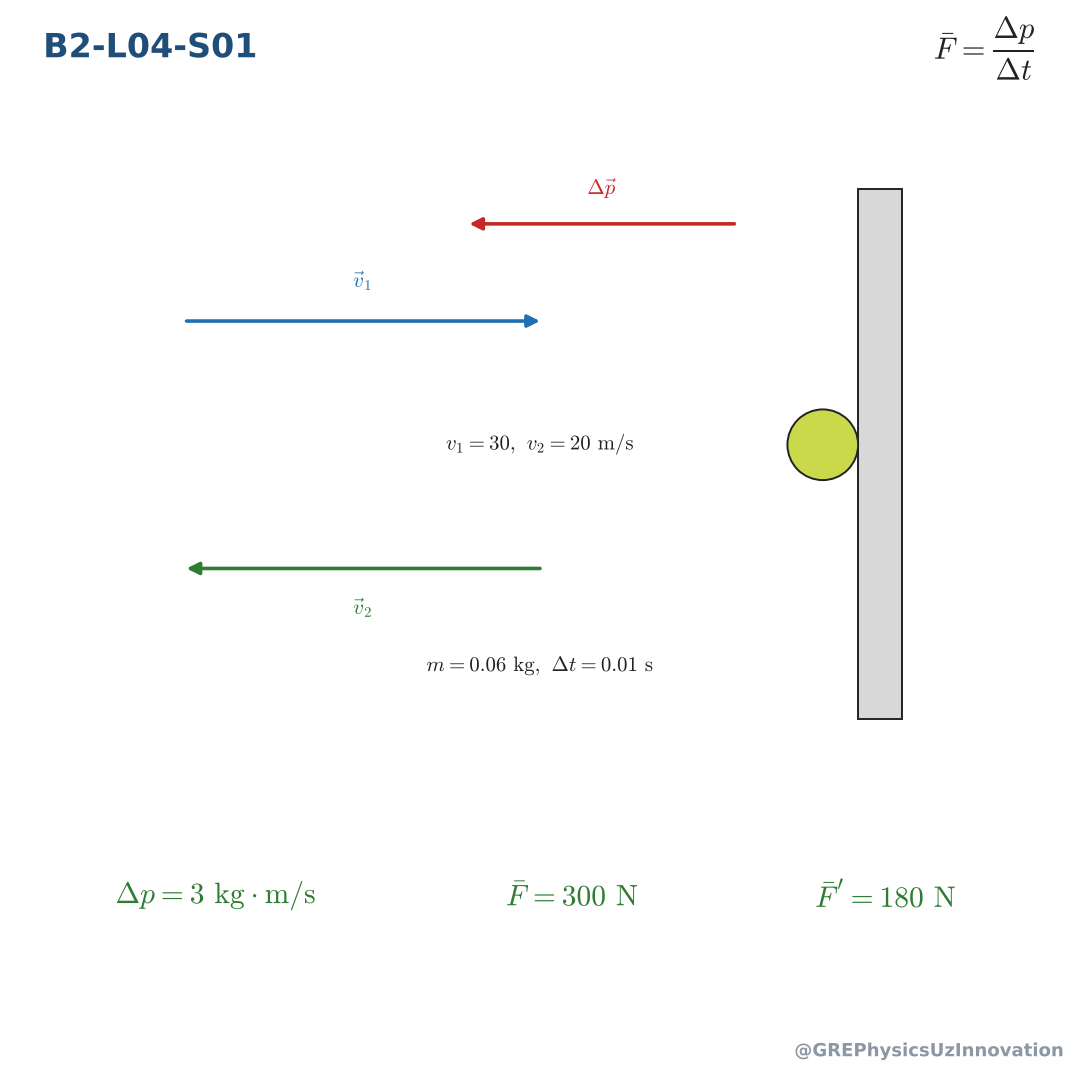 B2-L04-S01
F̄ = Δp/Δt
Δp⃗
v⃗₁
v₁ = 30, v₂ = 20 m/s
v⃗₂
m = 0.06 kg, Δt = 0.01 s
Δp = 3 kg · m/s
F̄ = 300 N
F̄′ = 180 N
@GREPhysicsUzInnovation